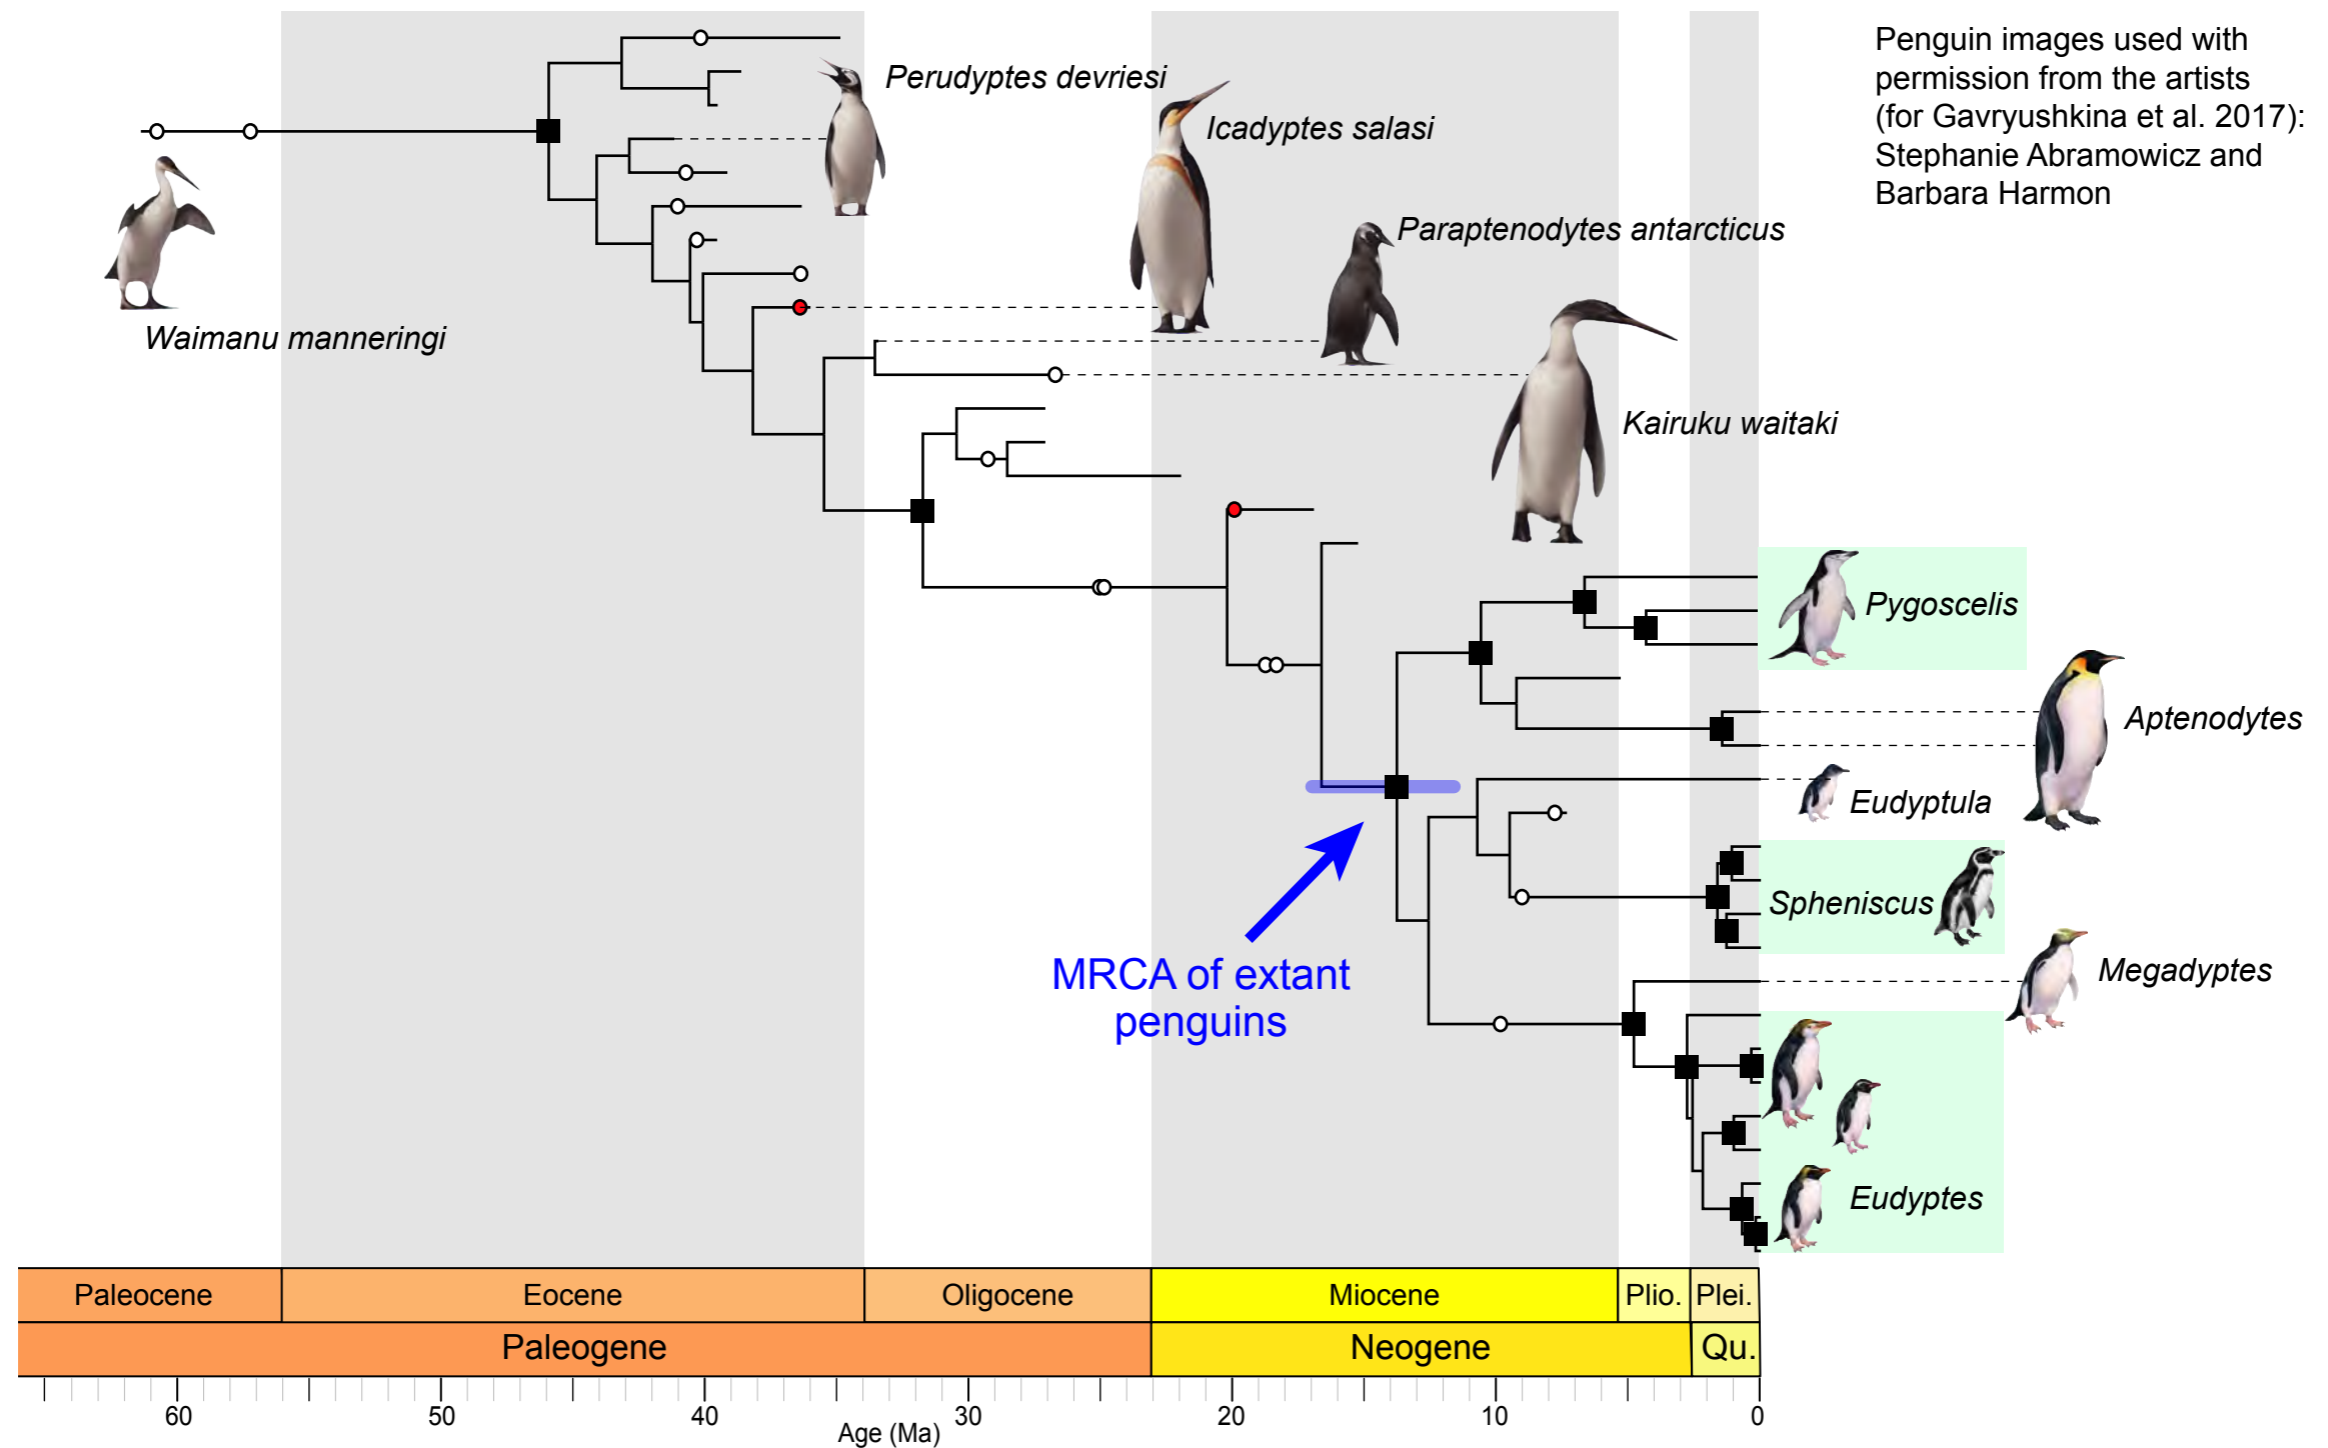 Penguin images used with
permission from the artists
(for Gavryushkina et al. 2017):
Stephanie Abramowicz and
Barbara Harmon
Perudyptes devriesi
Icadyptes salasi
Paraptenodytes antarcticus
Waimanu manneringi
Kairuku waitaki
Pygoscelis
Aptenodytes
Eudyptula
Spheniscus
Megadyptes
MRCA of extant
penguins
Eudyptes
Paleocene Eocene Oligocene Miocene Plio. Plei.
Paleogene Neogene Qu.
60 50 40 30 20 10 0
Age (Ma)